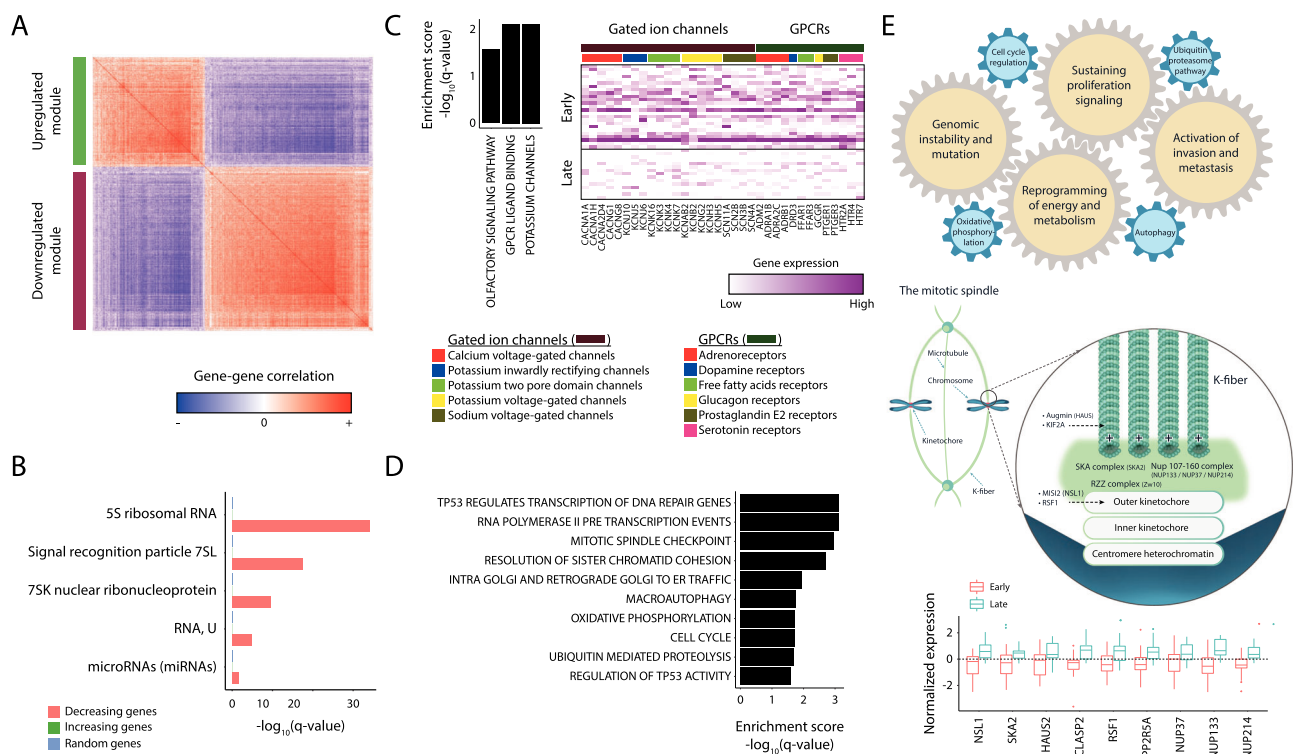 A
Upregulated
module
Downregulated
module
Gene-gene correlation
-
0
+
B
5S ribosomal RNA
Signal recognition particle 7SL
7SK nuclear ribonucleoprotein
RNA, U
microRNAs (miRNAs)
0
10
20
30
-log10(q-value)
Decreasing genes
Increasing genes
Random genes
C
Enrichment score
-log10(q-value)
2
1
0
OLFACTORY SIGNALING PATHWAY
GPCR LIGAND BINDING
POTASSIUM CHANNELS
Gated ion channels
GPCRs
Early
Late
CACNA1A
CACNA1H
CACNA2D4
CACNG1
CACNG8
KCNJ10
KCNJ5
KCNJ6
KCNK16
KCNK3
KCNK4
KCNK7
KCNAB2
KCNB2
KCNG2
KCNH3
KCNH5
SCN11A
SCN2B
SCN3B
SCN4A
ADM2
ADRA1B
ADRA2C
ADRB1
DRD3
FFAR1
FFAR3
GCGR
PTGER1
PTGER3
HTR2A
HTR4
HTR7
Gene expression
Low
High
Gated ion channels ( )
Calcium voltage-gated channels
Potassium inwardly rectifying channels
Potassium two pore domain channels
Potassium voltage-gated channels
Sodium voltage-gated channels
GPCRs ( )
Adrenoreceptors
Dopamine receptors
Free fatty acids receptors
Glucagon receptors
Prostaglandin E2 receptors
Serotonin receptors
D
TP53 REGULATES TRANSCRIPTION OF DNA REPAIR GENES
RNA POLYMERASE II PRE TRANSCRIPTION EVENTS
MITOTIC SPINDLE CHECKPOINT
RESOLUTION OF SISTER CHROMATID COHESION
INTRA GOLGI AND RETROGRADE GOLGI TO ER TRAFFIC
MACROAUTOPHAGY
OXIDATIVE PHOSPHORYLATION
CELL CYCLE
UBIQUITIN MEDIATED PROTEOLYSIS
REGULATION OF TP53 ACTIVITY
0
1
2
3
Enrichment score
-log10(q-value)
E
Cell cycle
regulation
Sustaining
proliferation
signaling
Ubiquitin
proteasome
pathway
Genomic
instability and
mutation
Activation of
invasion and
metastasis
Reprogramming
of energy and
metabolism
Oxidative
phosphory-
lation
Autophagy
The mitotic spindle
Microtubule
Chromosome
Kinetochore
K-fiber
K-fiber
• Augmin (HAUS)
• KIF2A
+ + + +
SKA complex (SKA2)
Nup 107-160 complex
(NUP133 / NUP37 / NUP214)
RZZ complex (Zw10)
• MISI2 (NSL1)
• RSF1
Outer kinetochore
Inner kinetochore
Centromere heterochromatin
Early
Late
Normalized expression
2
0
-2
NSL1
SKA2
HAUS2
CLASP2
RSF1
PP2R5A
NUP37
NUP133
NUP214